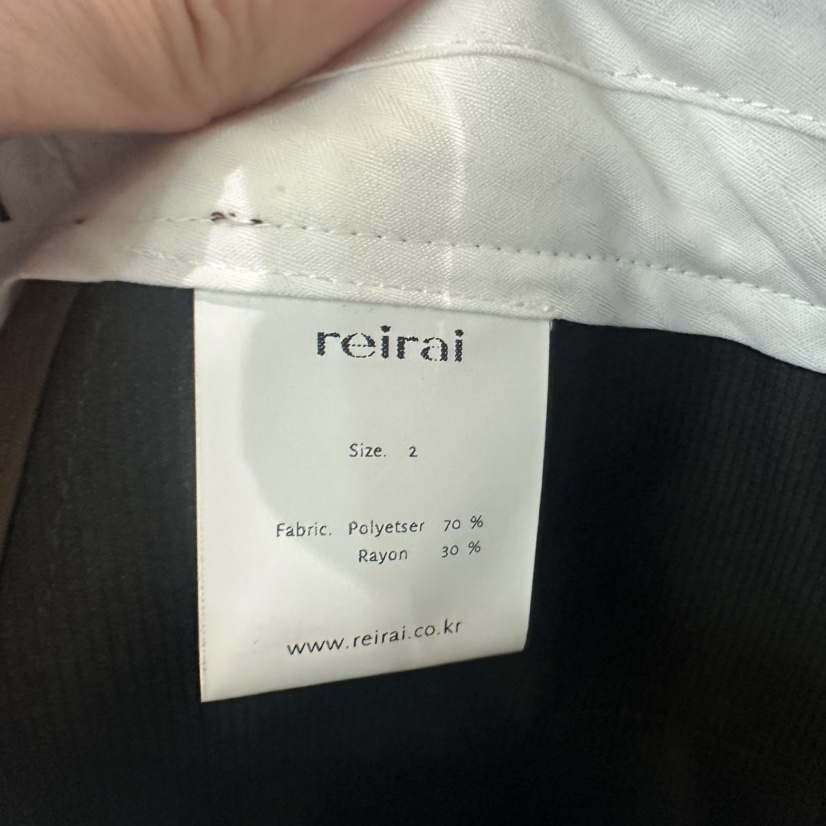 reirai
Size. 2
Fabric. Polyetser 70 %
Rayon 30 %
www.reirai.co.kr